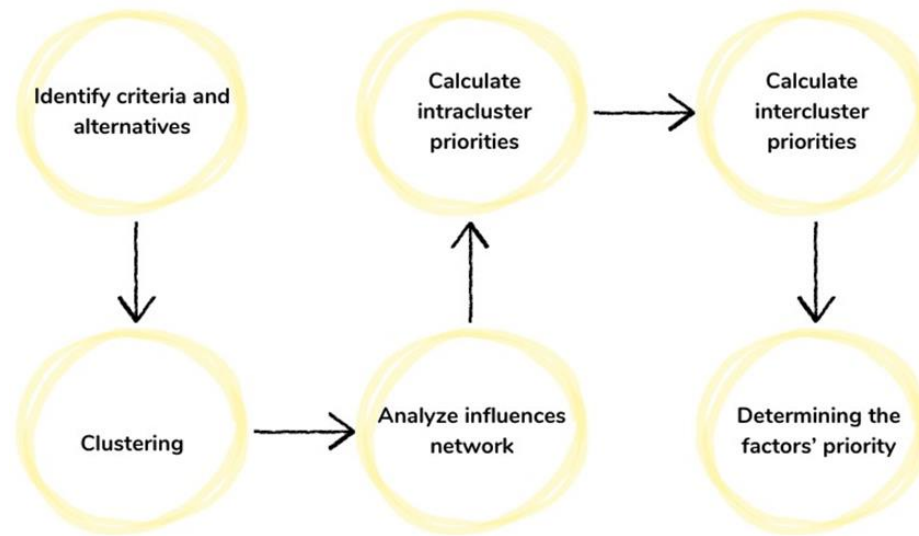 Identify criteria and
alternatives
Clustering
Analyze influences
network
Calculate
intracluster
priorities
Calculate
intercluster
priorities
Determining the
factors’ priority